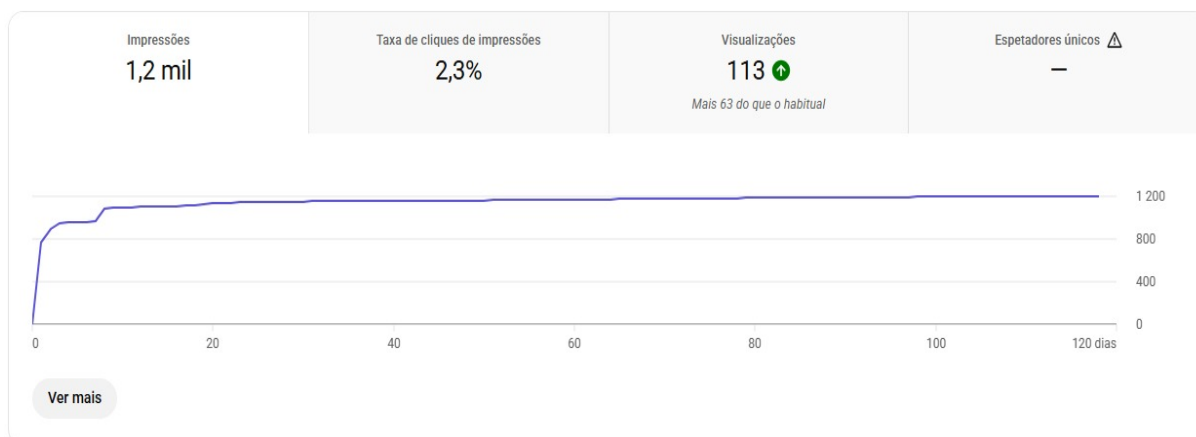 Impressões
1,2 mil
Taxa de cliques de impressões
2,3%
Visualizações
113
Mais 63 do que o habitual
Espetadores únicos
—
1 200
800
400
0
0
20
40
60
80
100
120 dias
Ver mais